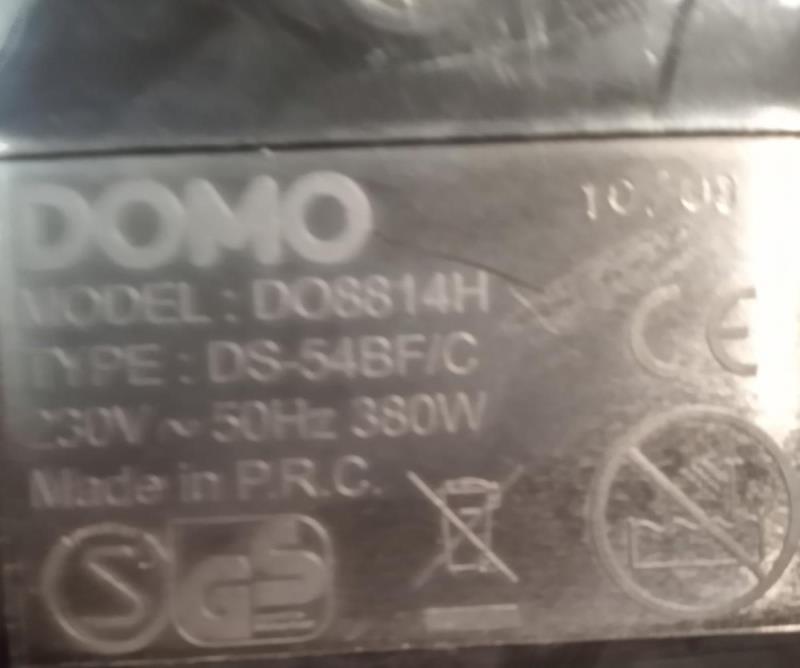 DOMO
MODEL : DO8814H
TYPE : DS-54BF/C
230V ~ 50Hz 380W
Made in P.R.C.
CE
S GS